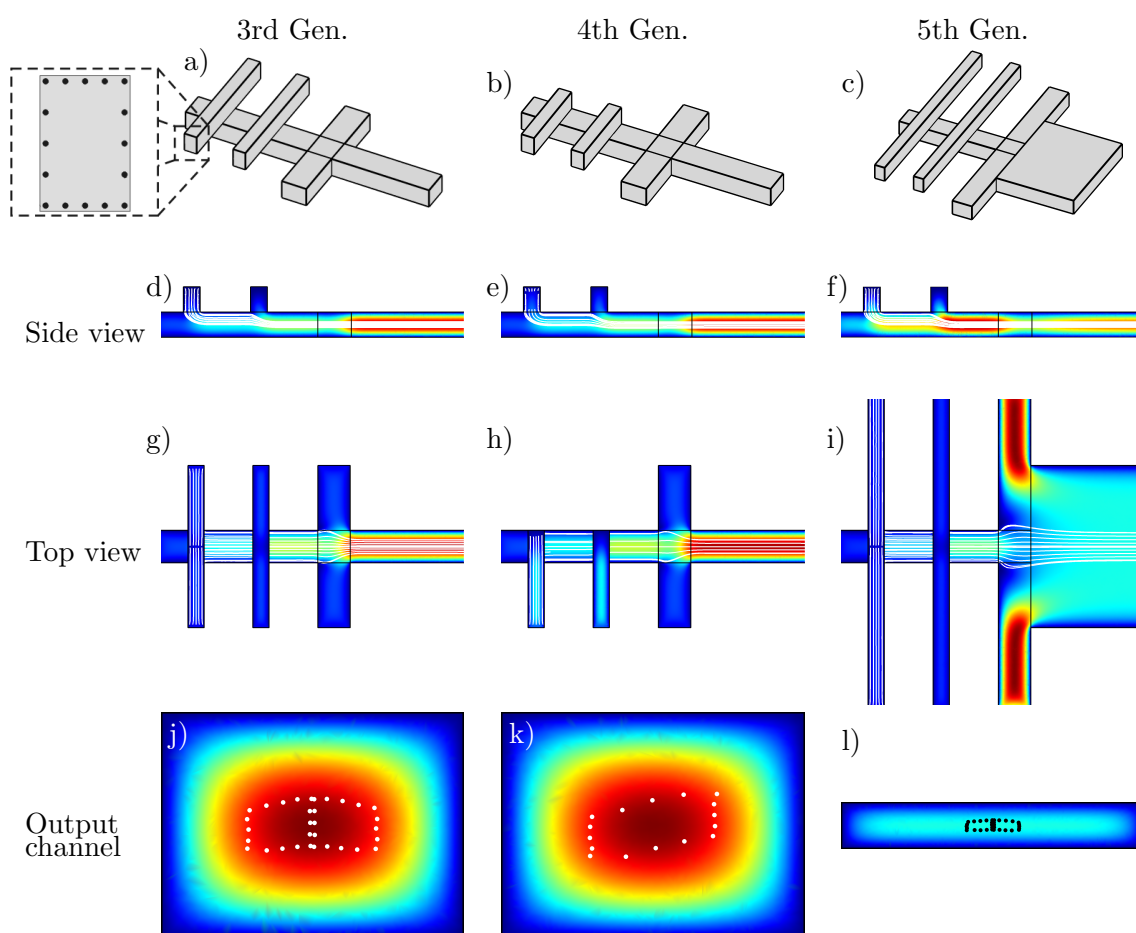 3rd Gen.
4th Gen.
5th Gen.
a)
b)
c)
d)
e)
f)
Side view
g)
h)
i)
Top view
j)
k)
l)
Output
channel